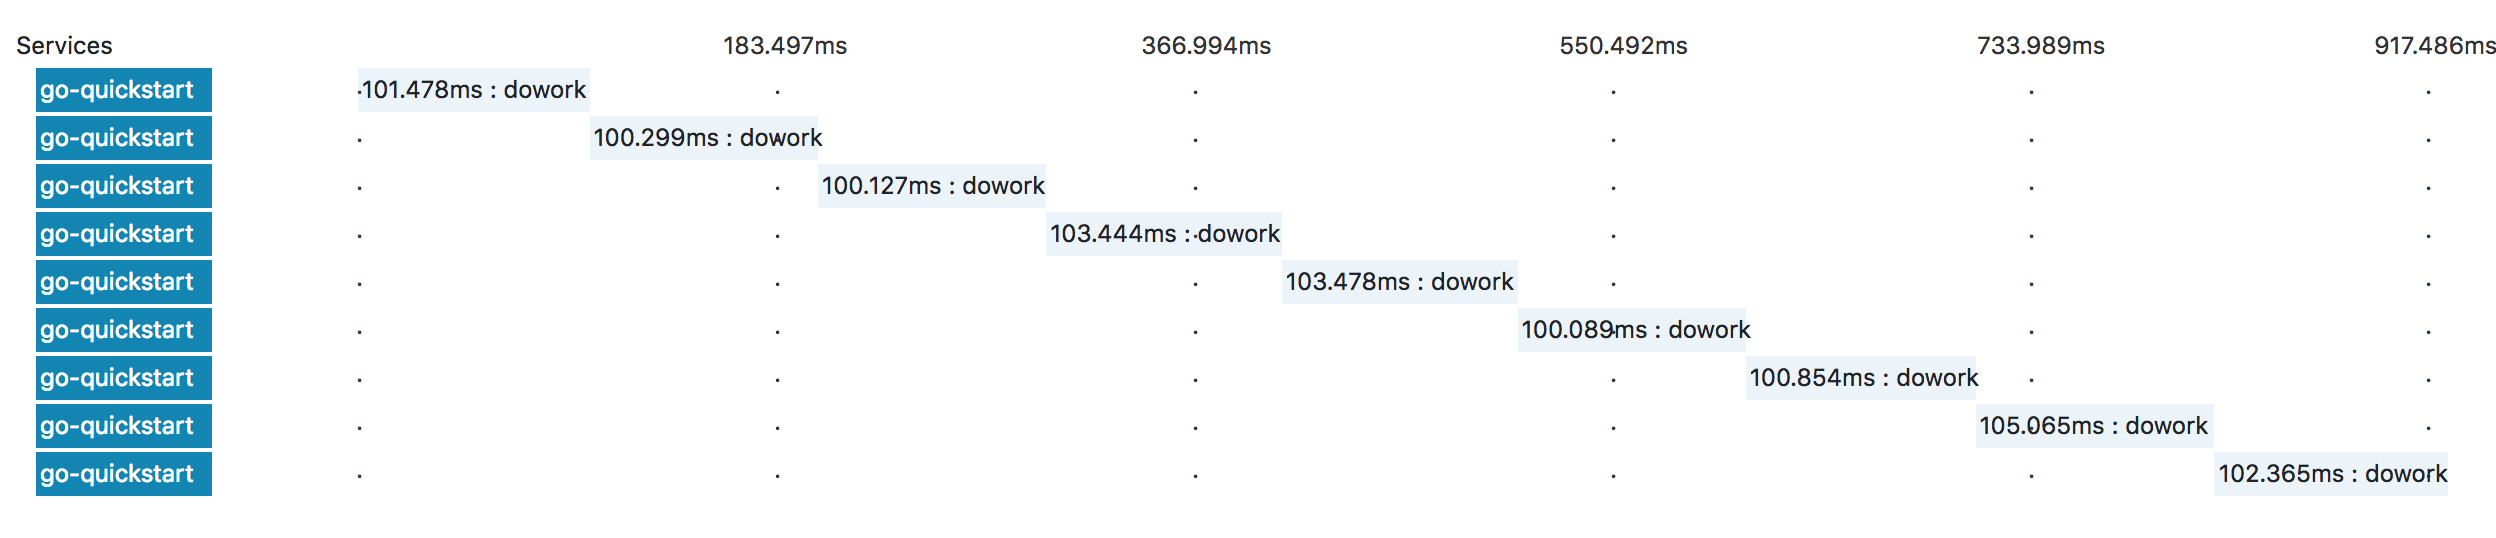 Services 183.497ms 366.994ms 550.492ms 733.989ms 917.486ms
go-quickstart 101.478ms : dowork
go-quickstart 100.299ms : dowork
go-quickstart 100.127ms : dowork
go-quickstart 103.444ms : dowork
go-quickstart 103.478ms : dowork
go-quickstart 100.089ms : dowork
go-quickstart 100.854ms : dowork
go-quickstart 105.065ms : dowork
go-quickstart 102.365ms : dowork